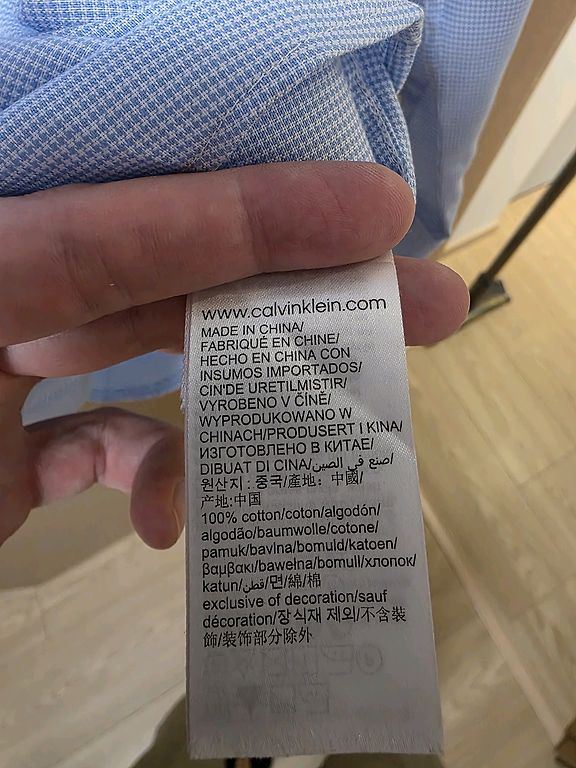 www.calvinklein.com
MADE IN CHINA/
FABRIQUÉ EN CHINE/
HECHO EN CHINA CON
INSUMOS IMPORTADOS/
CIN'DE URETILMISTIR/
VYROBENO V ČÍNĚ/
WYPRODUKOWANO W
CHINACH/PRODUSERT I KINA/
ИЗГОТОВЛЕНО В КИТАЕ/
DIBUAT DI CINA/صنع في الصين/
원산지 : 중국/產地: 中國/
产地:中国
100% cotton/coton/algodón/
algodão/baumwolle/cotone/
pamuk/bavlna/bomuld/katoen/
βαμβακι/bawełna/bomull/хлопок/
katun/قطن/면/綿/棉
exclusive of decoration/sauf
décoration/장식재 제외/不含裝
飾/装饰部分除外